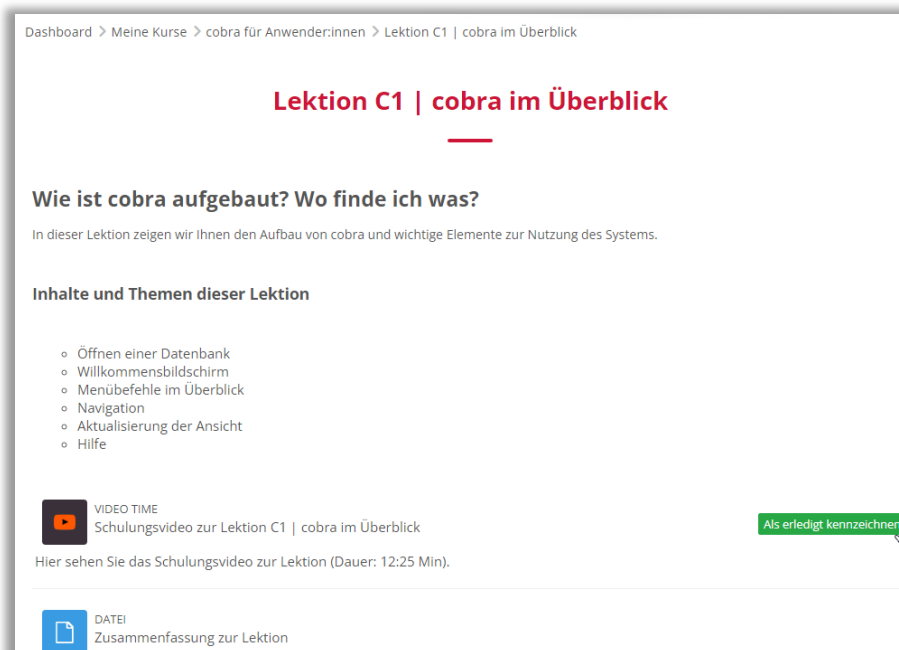 Dashboard > Meine Kurse > cobra für Anwender:innen > Lektion C1 | cobra im Überblick
Lektion C1 | cobra im Überblick
Wie ist cobra aufgebaut? Wo finde ich was?
In dieser Lektion zeigen wir Ihnen den Aufbau von cobra und wichtige Elemente zur Nutzung des Systems.
Inhalte und Themen dieser Lektion
Öffnen einer Datenbank
Willkommensbildschirm
Menübefehle im Überblick
Navigation
Aktualisierung der Ansicht
Hilfe
VIDEO TIME
Schulungsvideo zur Lektion C1 | cobra im Überblick
Als erledigt kennzeichnen
Hier sehen Sie das Schulungsvideo zur Lektion (Dauer: 12:25 Min).
DATEI
Zusammenfassung zur Lektion